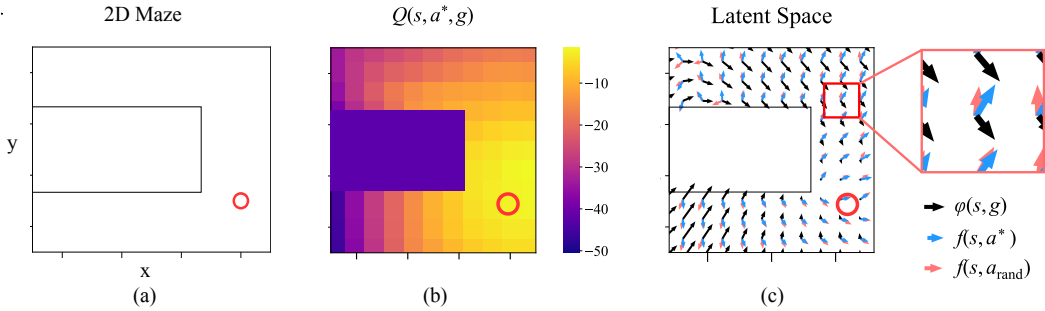 2D Maze
y
x
(a)
Q(s, a*, g)
−10
−20
−30
−40
−50
(b)
Latent Space
(c)
φ(s, g)
f(s, a*)
f(s, a_rand)